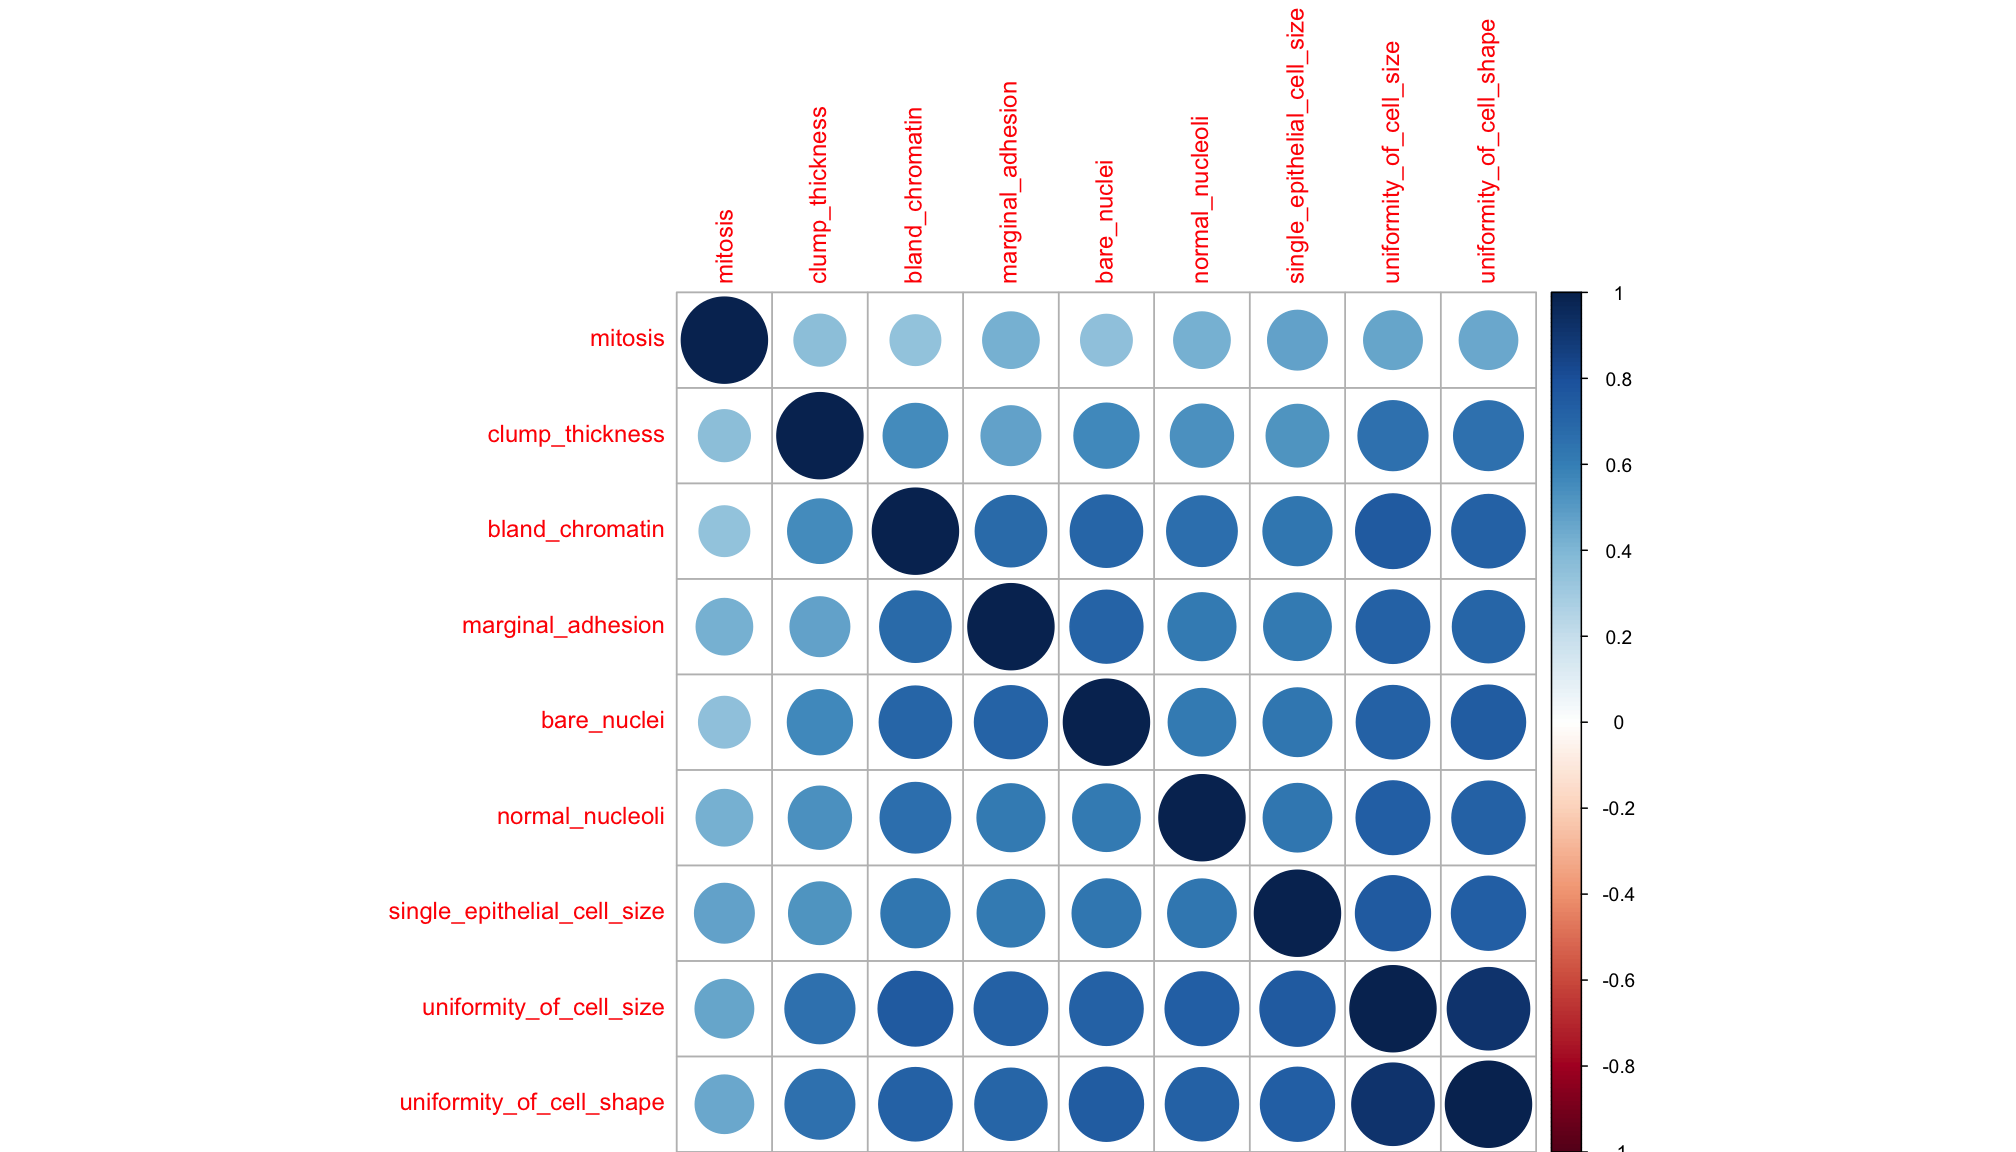 mitosis
clump_thickness
bland_chromatin
marginal_adhesion
bare_nuclei
normal_nucleoli
single_epithelial_cell_size
uniformity_of_cell_size
uniformity_of_cell_shape
mitosis
clump_thickness
bland_chromatin
marginal_adhesion
bare_nuclei
normal_nucleoli
single_epithelial_cell_size
uniformity_of_cell_size
uniformity_of_cell_shape
1
0.8
0.6
0.4
0.2
0
-0.2
-0.4
-0.6
-0.8